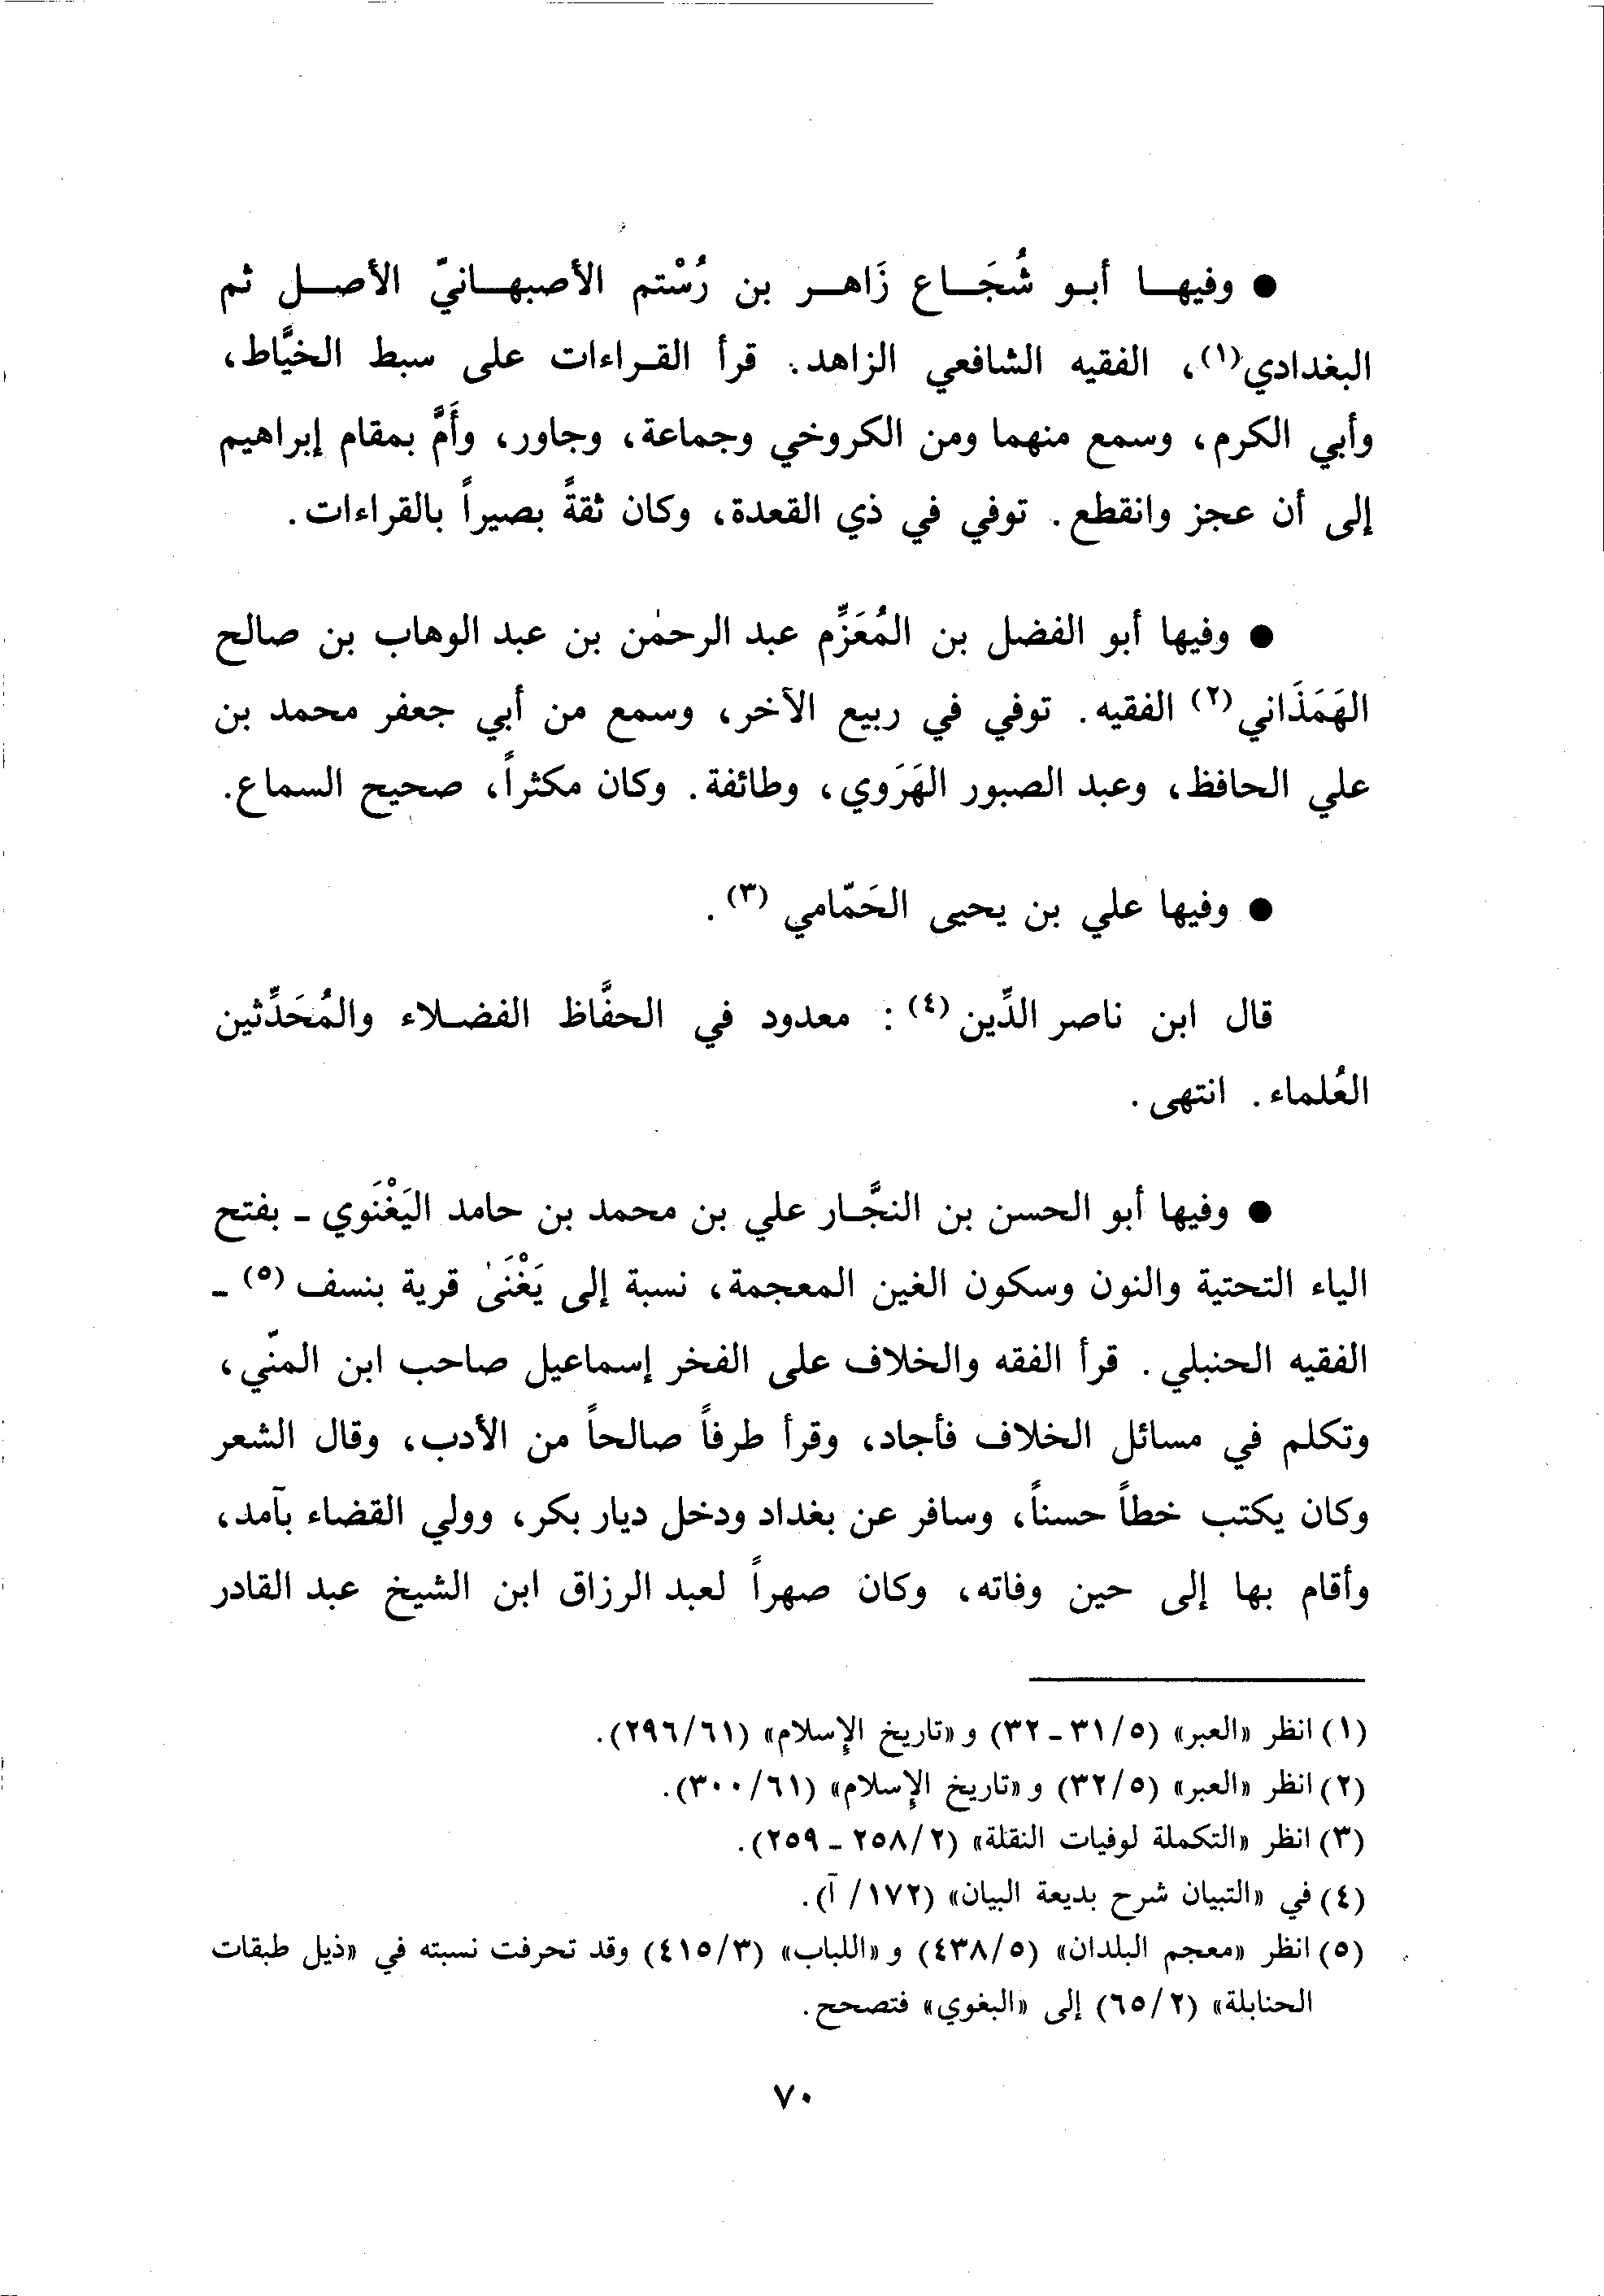 ● وفيهـا أبـو شُجَـاع زَاهـر بن رُسْتم الأصبهـانيّ الأصـل ثم
البغدادي(١)، الفقيه الشافعي الزاهد. قرأ القـراءات على سبط الخيَّاط،
وأبي الكرم، وسمع منهما ومن الكروخي وجماعة، وجاور، وأَمَّ بمقام إبراهيم
إلى أن عجز وانقطع. توفي في ذي القعدة، وكان ثقةً بصيراً بالقراءات.
● وفيها أبو الفضل بن المُعَزِّم عبد الرحمٰن بن عبد الوهاب بن صالح
الهَمَذَاني(٢) الفقيه. توفي في ربيع الآخر، وسمع من أبي جعفر محمد بن
علي الحافظ، وعبد الصبور الهَرَوي، وطائفة. وكان مكثراً، صحيح السماع.
● وفيها علي بن يحيى الحَمّامي(٣).
قال ابن ناصر الدِّين(٤): معدود في الحفَّاظ الفضـلاء والمُحَدِّثين
العُلماء. انتهى.
● وفيها أبو الحسن بن النجَّـار علي بن محمد بن حامد اليَغْنَوي ـ بفتح
الياء التحتية والنون وسكون الغين المعجمة، نسبة إلى يَغْنَىٰ قرية بنسف(٥) ـ
الفقيه الحنبلي. قرأ الفقه والخلاف على الفخر إسماعيل صاحب ابن المنّي،
وتكلم في مسائل الخلاف فأجاد، وقرأ طرفاً صالحاً من الأدب، وقال الشعر
وكان يكتب خطاً حسناً، وسافر عن بغداد ودخل ديار بكر، وولي القضاء بآمد،
وأقام بها إلى حين وفاته، وكان صهراً لعبد الرزاق ابن الشيخ عبد القادر
(١) انظر «العبر» (٥/ ٣١ ـ ٣٢) و «تاريخ الإسلام» (٦١/ ٢٩٦).
(٢) انظر «العبر» (٥/ ٣٢) و «تاريخ الإسلام» (٦١/ ٣٠٠).
(٣) انظر «التكملة لوفيات النقلة» (٢/ ٢٥٨ ـ ٢٥٩).
(٤) في «التبيان شرح بديعة البيان» (١٧٢/ آ).
(٥) انظر «معجم البلدان» (٥/ ٤٣٨) و «اللباب» (٣/ ٤١٥) وقد تحرفت نسبته في «ذيل طبقات
الحنابلة» (٢/ ٦٥) إلى «البغوي» فتصحح.
٧٠